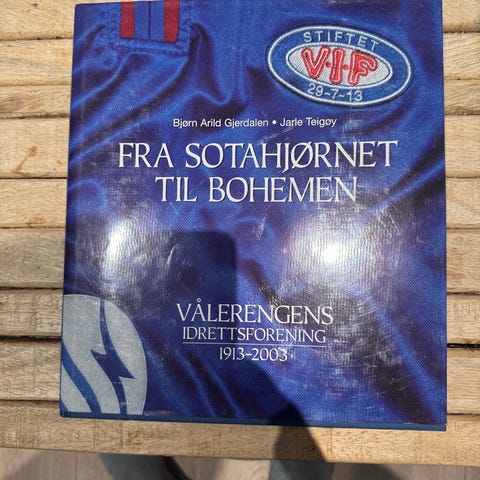 STIFTET
V·I·F
29-7-13
Bjørn Arild Gjerdalen • Jarle Teigøy
FRA SOTAHJØRNET
TIL BOHEMEN
VÅLERENGENS
IDRETTSFORENING
1913–2003